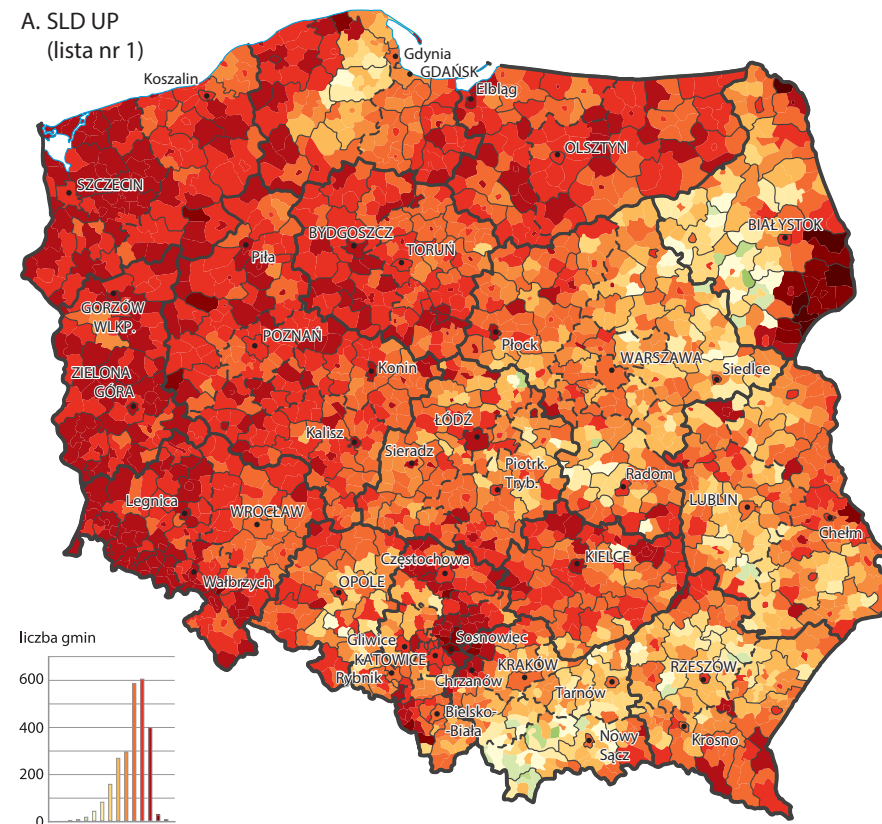 A. SLD UP
(lista nr 1)
Gdynia
GDAŃSK
Koszalin
Elbląg
OLSZTYN
SZCZECIN
BIAŁYSTOK
BYDGOSZCZ
TORUŃ
Piła
GORZÓW
WLKP.
POZNAŃ
Płock
WARSZAWA
Siedlce
Konin
ZIELONA
GÓRA
ŁÓDŹ
Kalisz
Sieradz
Piotrk.
Tryb.
Radom
LUBLIN
Legnica
WROCŁAW
Chełm
Częstochowa
KIELCE
Wałbrzych
OPOLE
Gliwice
Sosnowiec
KATOWICE
KRAKÓW
RZESZÓW
Rybnik
Chrzanów
Tarnów
Bielsko-
-Biała
Nowy
Sącz
Krosno
liczba gmin
600
400
200
0